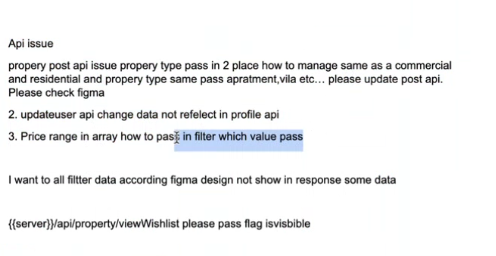 Api issue
propery post api issue propery type pass in 2 place how to manage same as a commercial
and residential and propery type same pass apratment,vila etc... please update post api.
Please check figma
2. updateuser api change data not refelect in profile api
3. Price range in array how to pass in filter which value pass
I want to all filtter data according figma design not show in response some data
{{server}}/api/property/viewWishlist please pass flag isvisbible